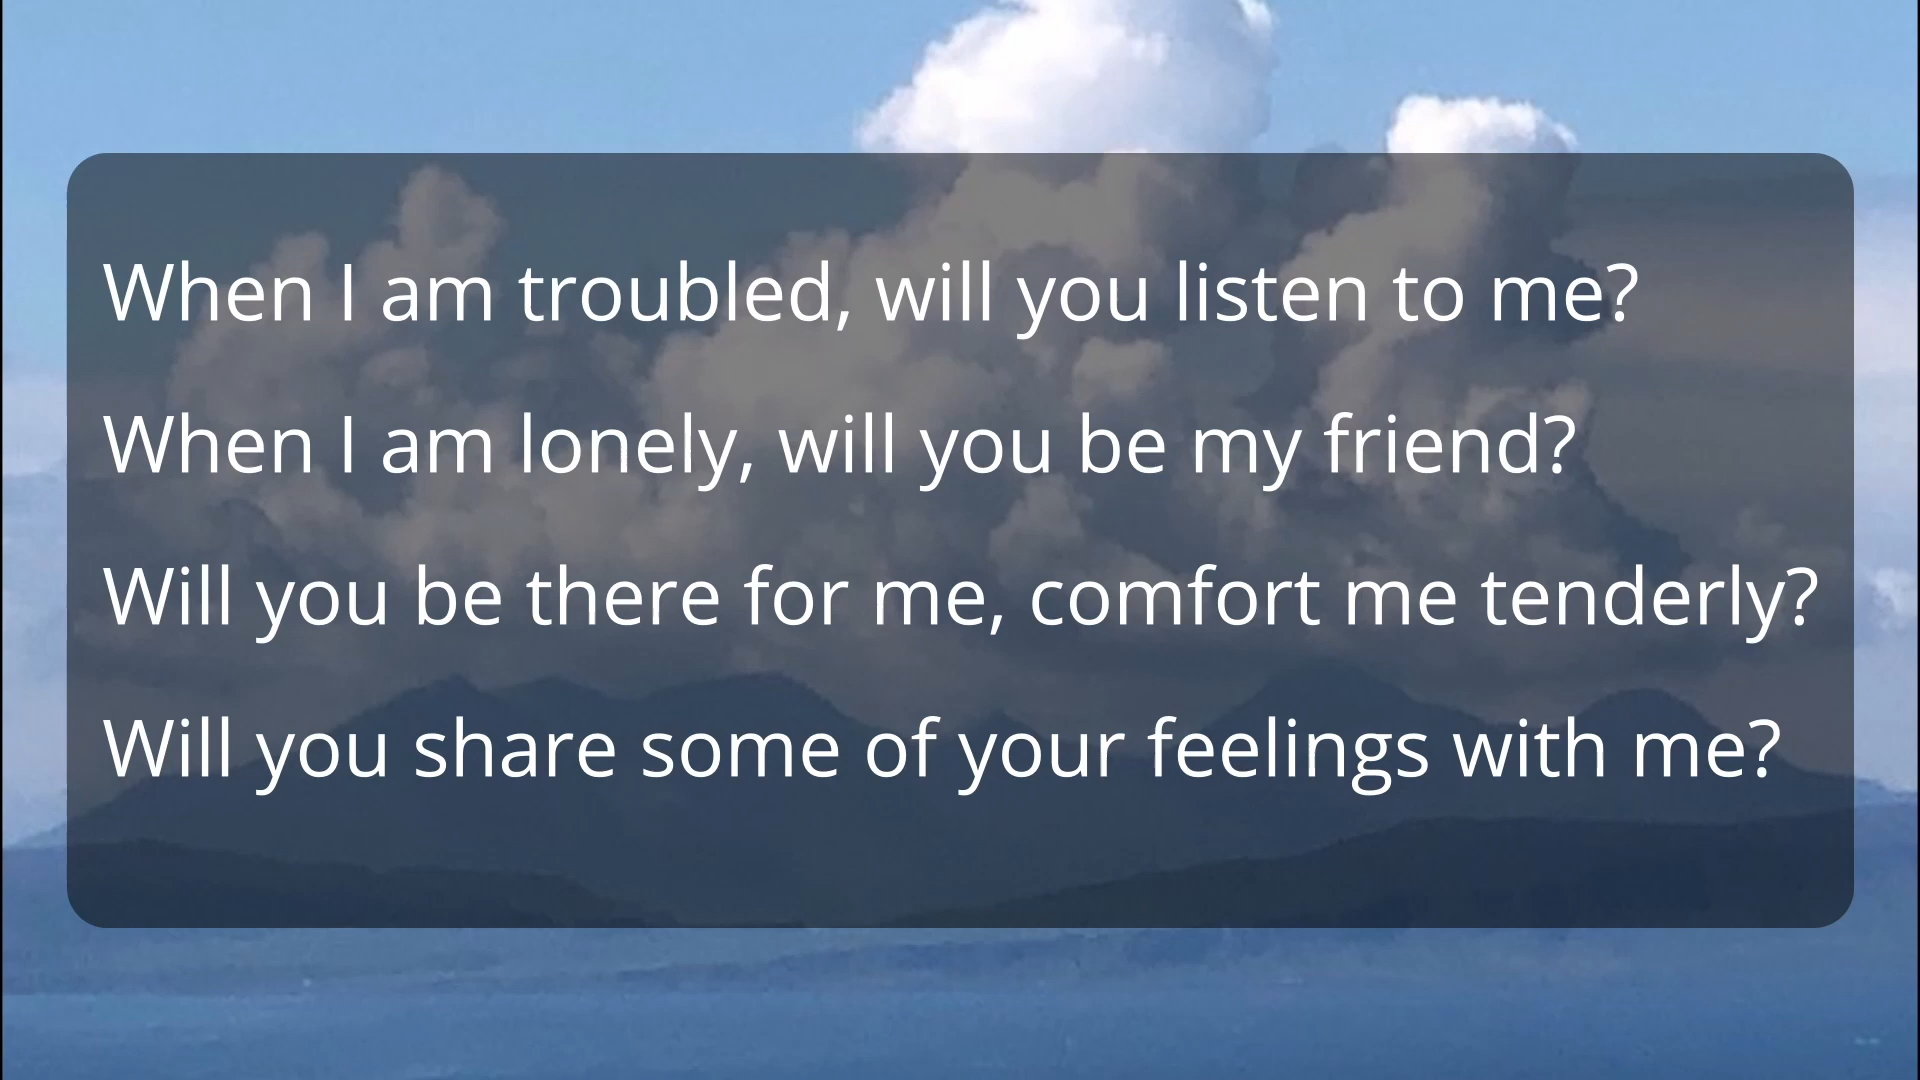 When I am troubled, will you listen to me?
When I am lonely, will you be my friend?
Will you be there for me, comfort me tenderly?
Will you share some of your feelings with me?